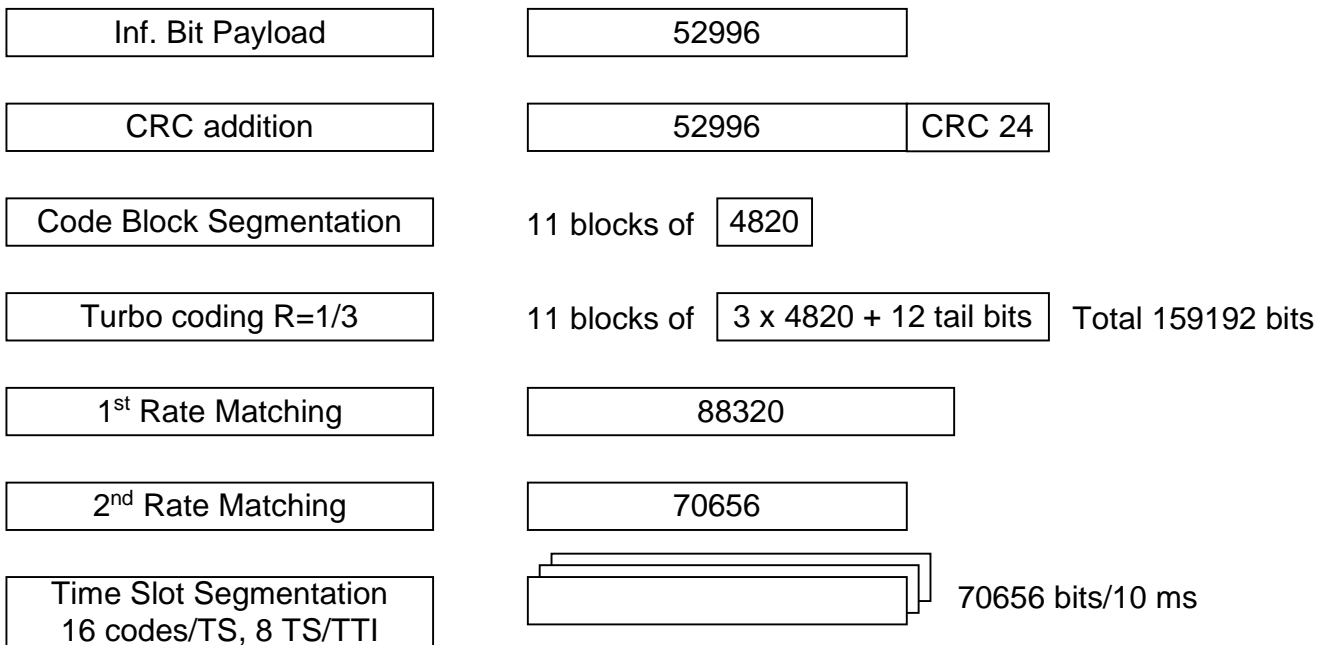 Inf. Bit Payload 52996
CRC addition 52996 CRC 24
Code Block Segmentation 11 blocks of 4820
Turbo coding R=1/3 11 blocks of 3 x 4820 + 12 tail bits Total 159192 bits
1st Rate Matching 88320
2nd Rate Matching 70656
Time Slot Segmentation
16 codes/TS, 8 TS/TTI
70656 bits/10 ms